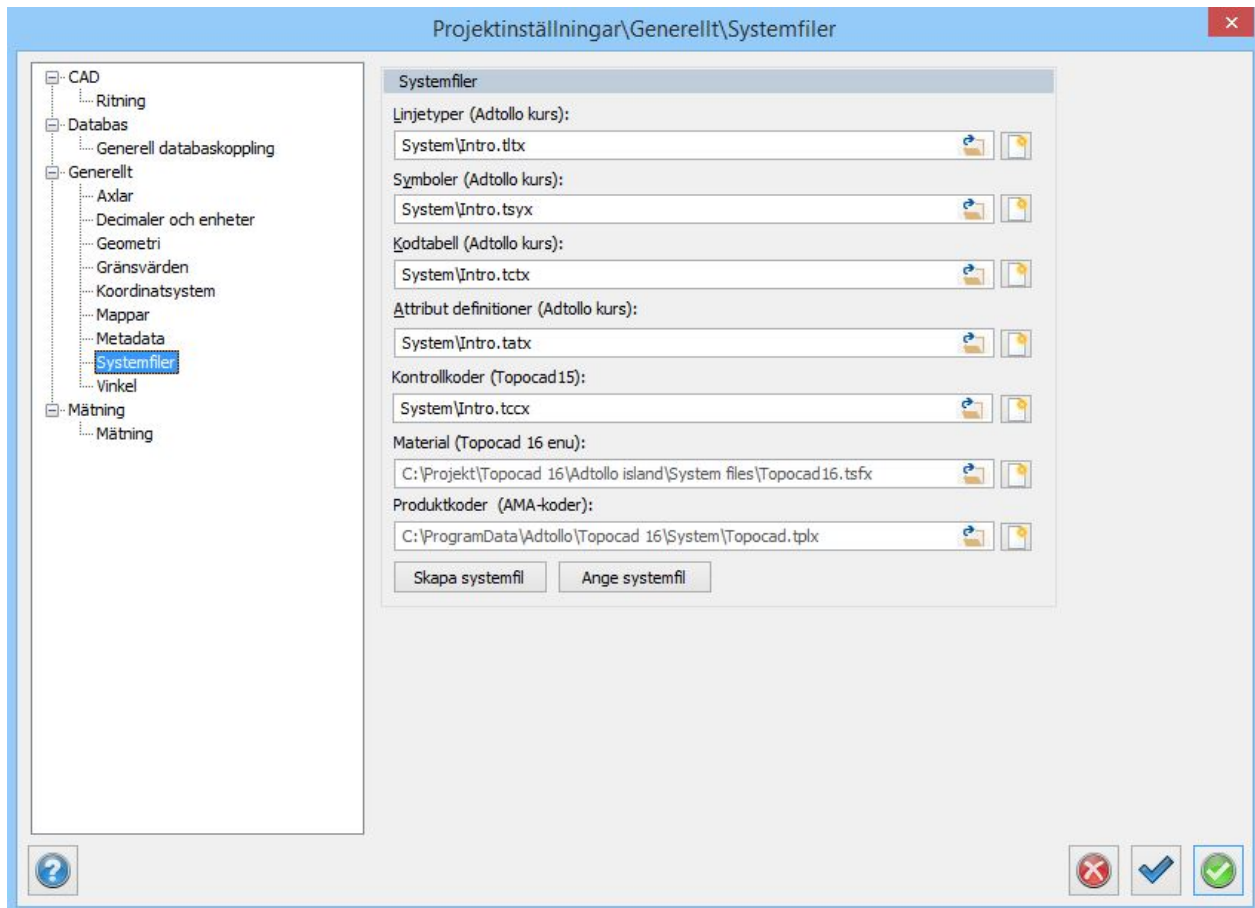 Projektinställningar\Generellt\Systemfiler
CAD
Ritning
Databas
Generell databaskoppling
Generellt
Axlar
Decimaler och enheter
Geometri
Gränsvärden
Koordinatsystem
Mappar
Metadata
Systemfiler
Vinkel
Mätning
Mätning
Systemfiler
Linjetyper (Adtollo kurs):
System\Intro.tltx
Symboler (Adtollo kurs):
System\Intro.tsyx
Kodtabell (Adtollo kurs):
System\Intro.tctx
Attribut definitioner (Adtollo kurs):
System\Intro.tatx
Kontrollkoder (Topocad15):
System\Intro.tccx
Material (Topocad 16 enu):
C:\Projekt\Topocad 16\Adtollo island\System files\Topocad16.tsfx
Produktkoder (AMA-koder):
C:\ProgramData\Adtollo\Topocad 16\System\Topocad.tplx
Skapa systemfil
Ange systemfil